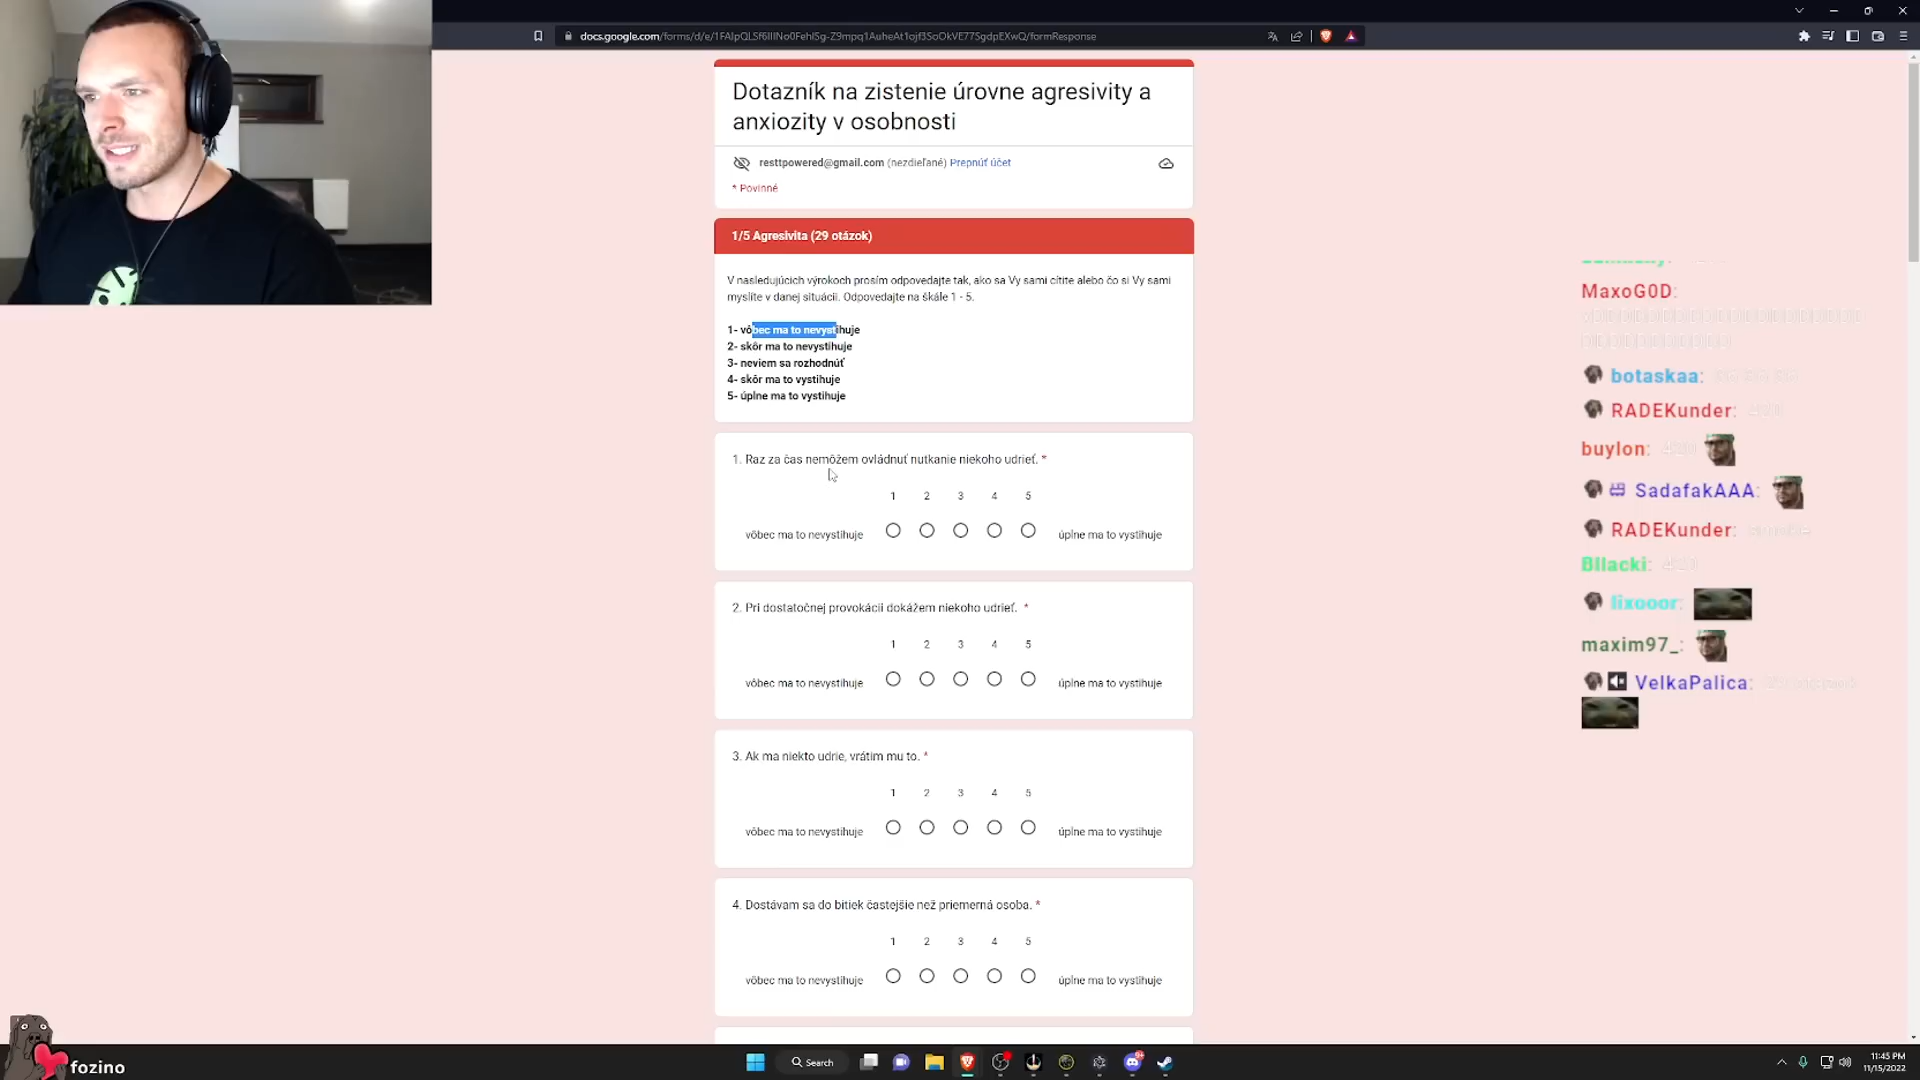 docs.google.com/forms/d/e/1FAIpQLSf6IIINo0FehISg-Z9mpq1AuheAt1ojf3SoOkVE77SgdpEXwQ/formResponse
Dotazník na zistenie úrovne agresivity a
anxiozity v osobnosti
resttpowered@gmail.com (nezdieľané) Prepnúť účet
* Povinné
1/5 Agresivita (29 otázok)
V nasledujúcich výrokoch prosím odpovedajte tak, ako sa Vy sami cítite alebo čo si Vy sami
myslíte v danej situácii. Odpovedajte na škále 1 - 5.
1- vôbec ma to nevystihuje
2- skôr ma to nevystihuje
3- neviem sa rozhodnúť
4- skôr ma to vystihuje
5- úplne ma to vystihuje
1. Raz za čas nemôžem ovládnuť nutkanie niekoho udrieť. *
1 2 3 4 5
vôbec ma to nevystihuje úplne ma to vystihuje
2. Pri dostatočnej provokácii dokážem niekoho udrieť. *
1 2 3 4 5
vôbec ma to nevystihuje úplne ma to vystihuje
3. Ak ma niekto udrie, vrátim mu to. *
1 2 3 4 5
vôbec ma to nevystihuje úplne ma to vystihuje
4. Dostávam sa do bitiek častejšie než priemerná osoba. *
1 2 3 4 5
vôbec ma to nevystihuje úplne ma to vystihuje
MaxoG0D:
botaskaa:
RADEKunder: 420
buylon: 420
SadafakAAA:
RADEKunder:
Bllacki: 420
lixooor:
maxim97_:
VelkaPalica:
fozino
Search
11:45 PM
11/15/2022